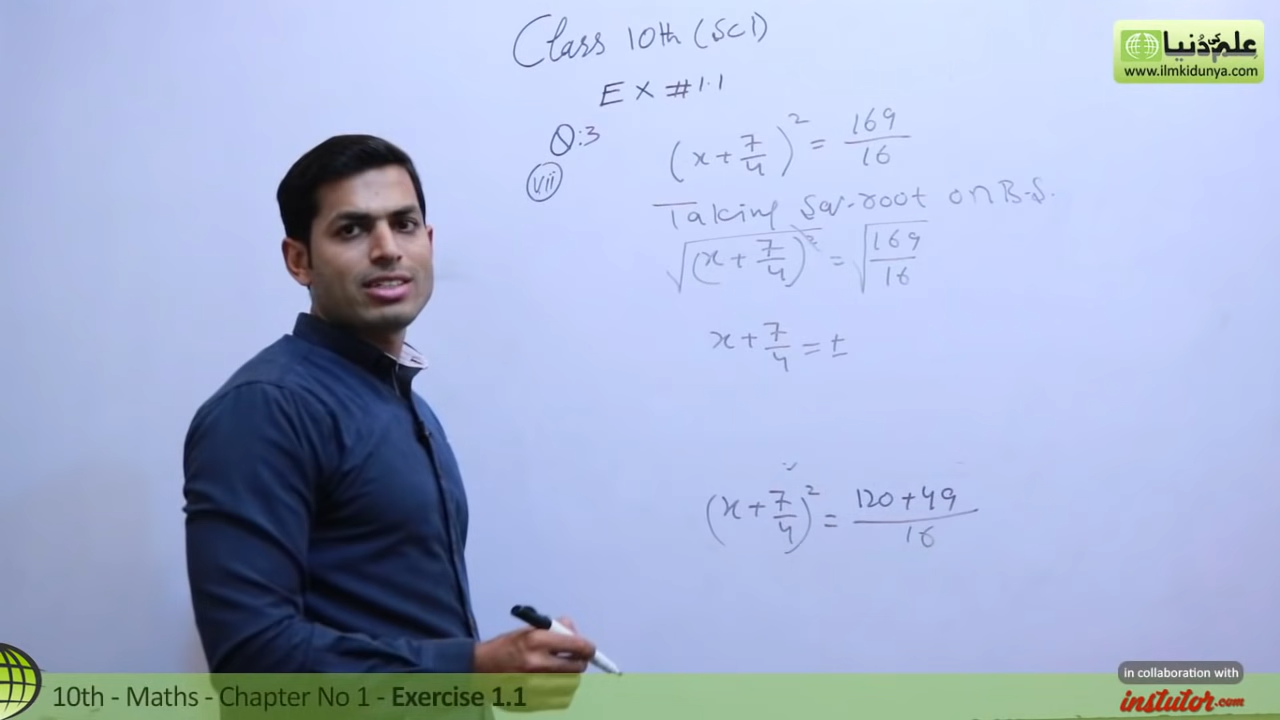 Class 10th (SCI)
علم کی دُنیا
www.ilmkidunya.com
EX #1.1
Q:3
(x+7/4)² = 169/16
vii
Taking Sq-root on B.S.
√(x+7/4)² = √169/16
x+7/4 = ±
(x+7/4)² = 120+49/16
in collaboration with
instutor.com
10th - Maths - Chapter No 1 - Exercise 1.1